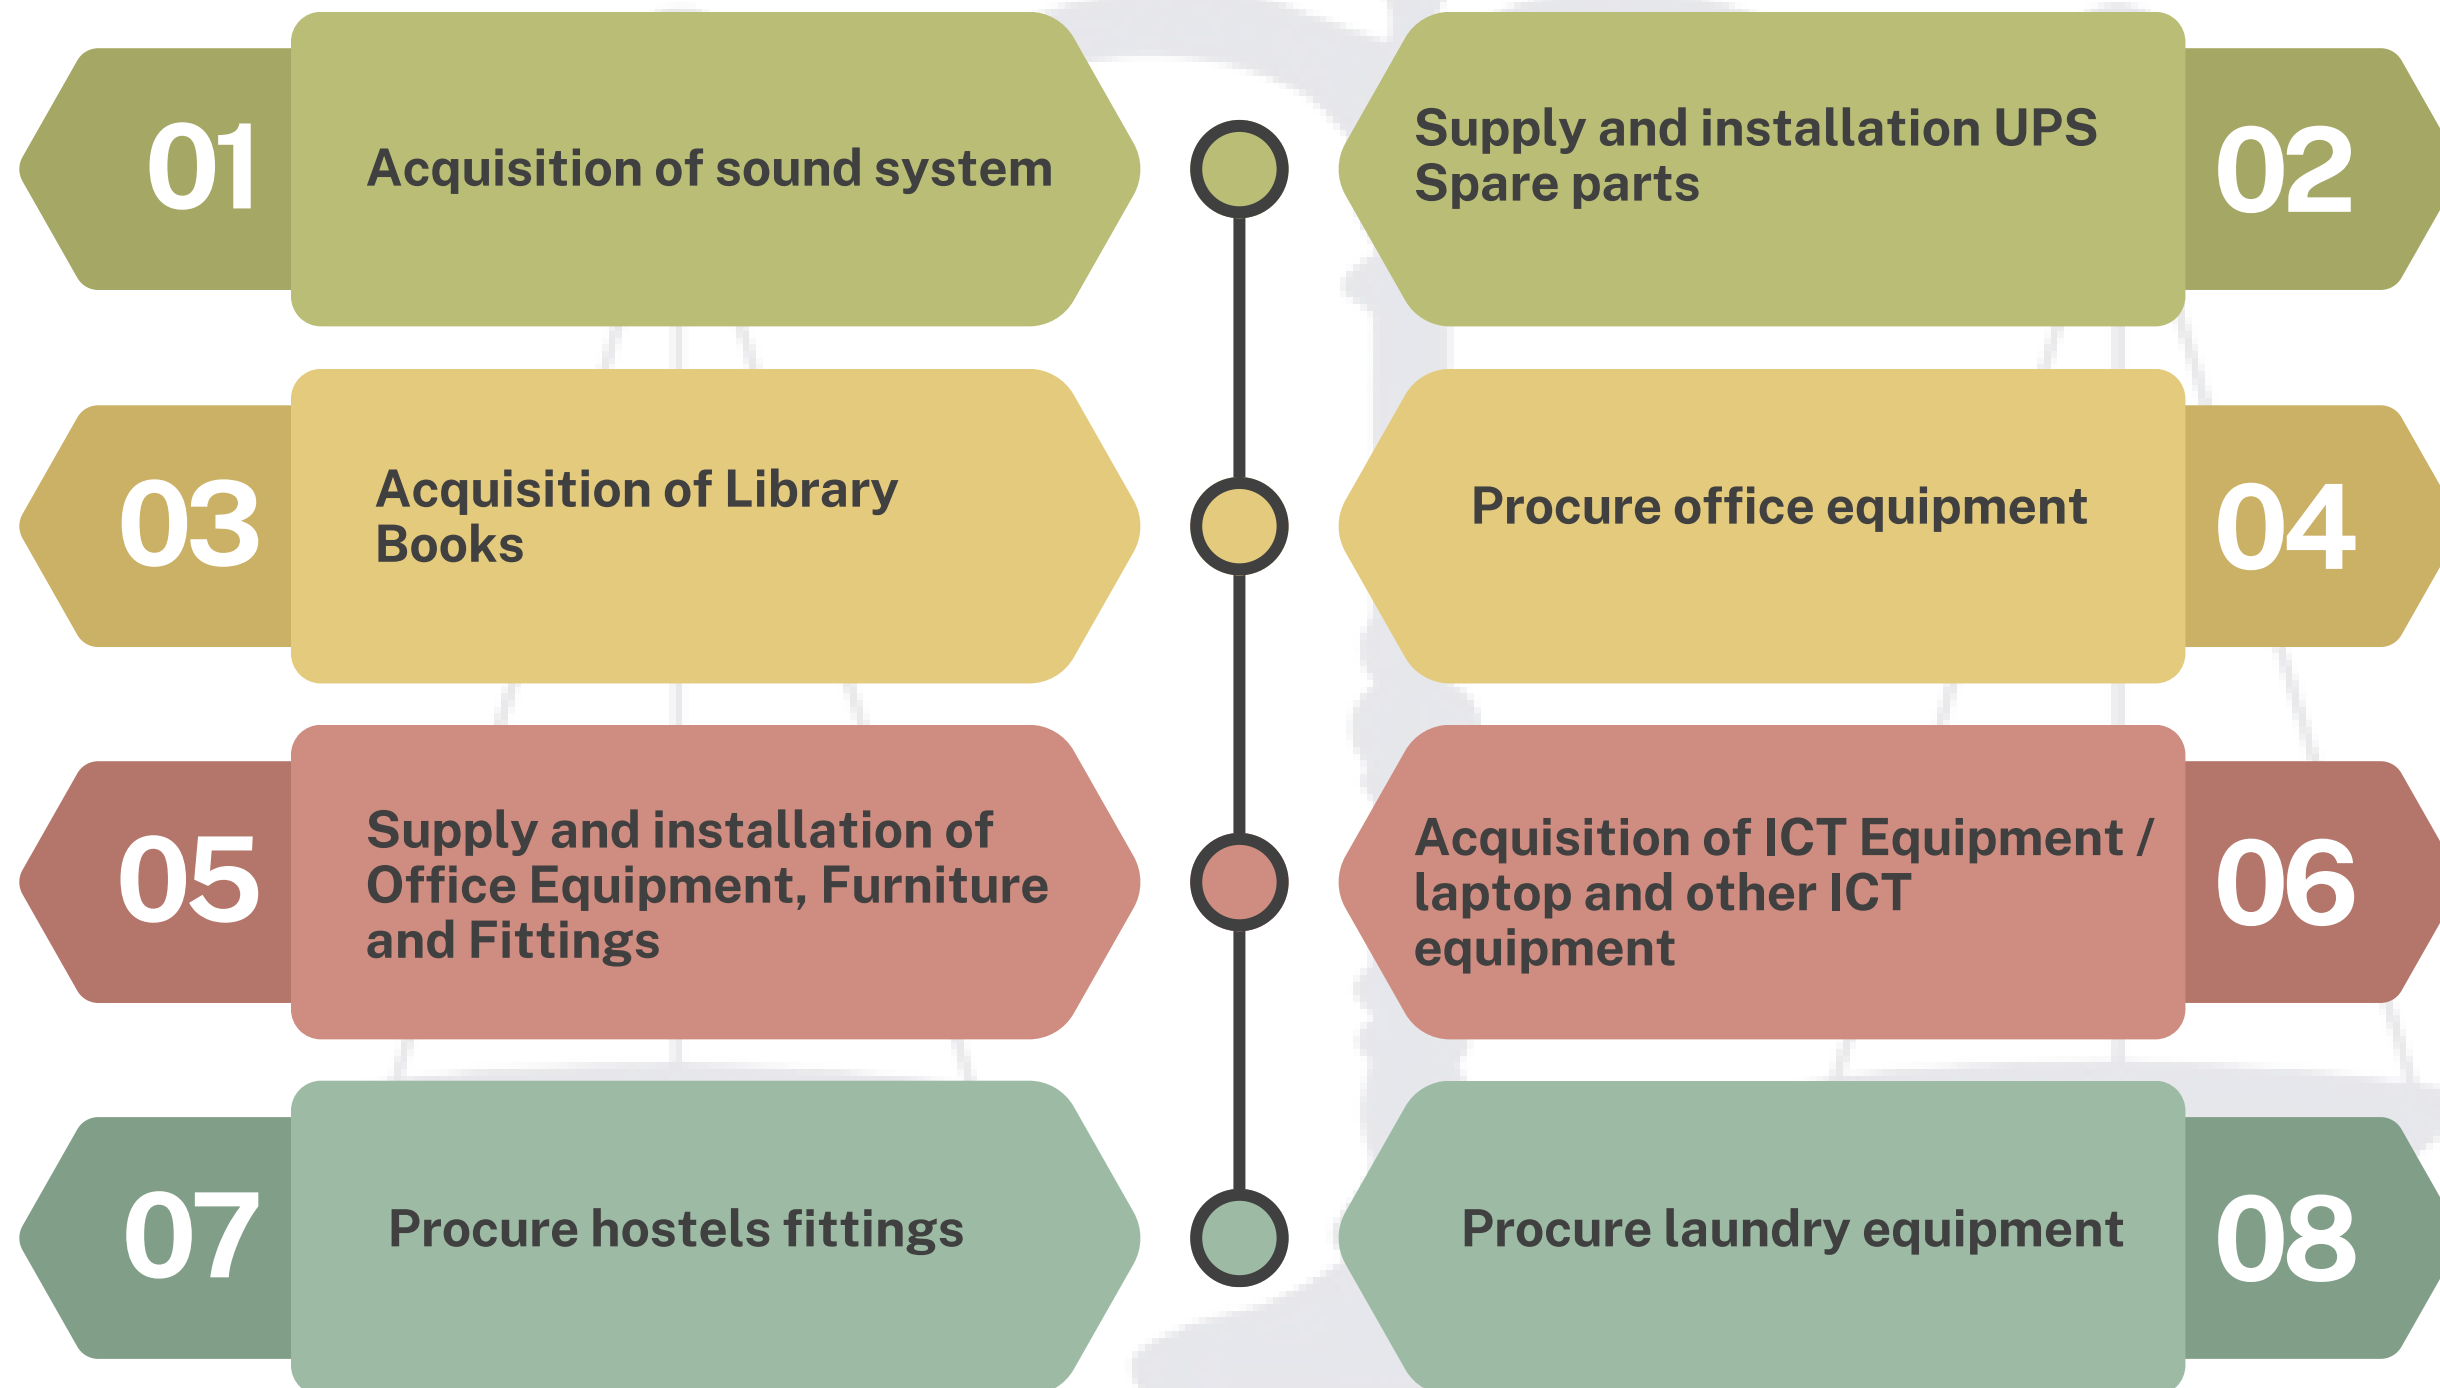 01
Acquisition of sound system
Supply and installation UPS
Spare parts
02
03
Acquisition of Library
Books
Procure office equipment
04
05
Supply and installation of
Office Equipment, Furniture
and Fittings
Acquisition of ICT Equipment /
laptop and other ICT
equipment
06
07
Procure hostels fittings
Procure laundry equipment
08